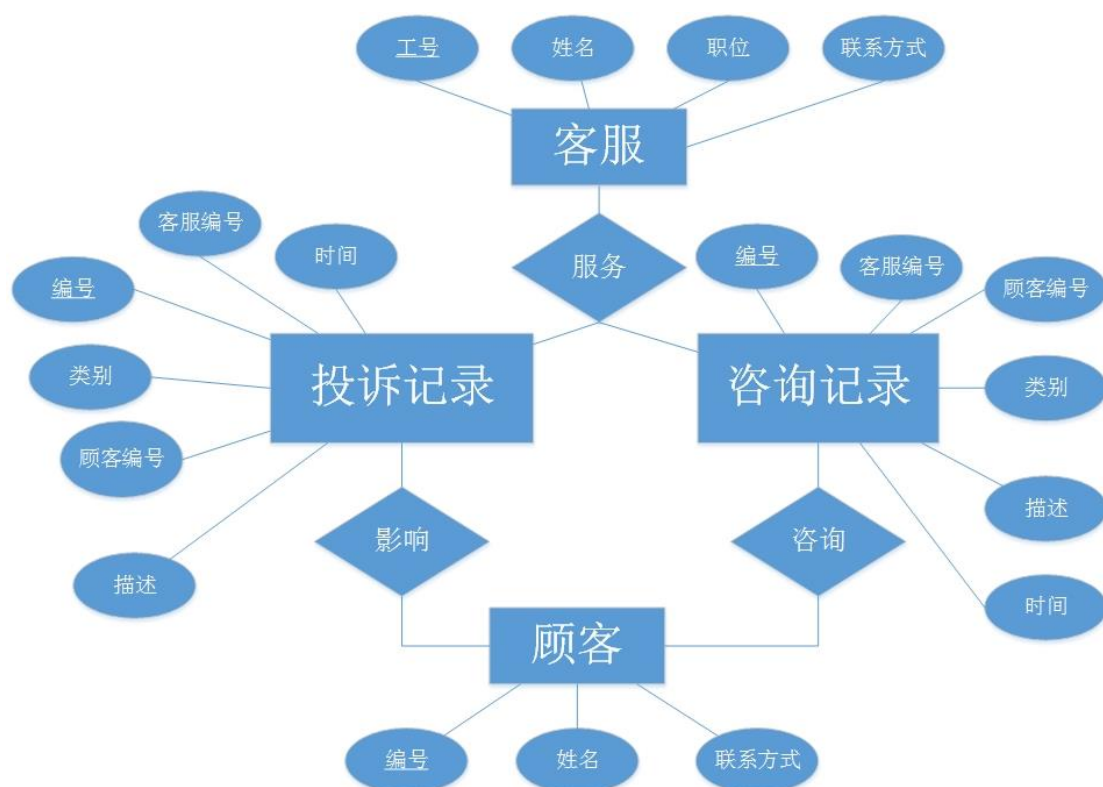 工号
姓名
职位
联系方式
客服
客服编号
时间
服务
编号
客服编号
顾客编号
编号
投诉记录
咨询记录
类别
类别
顾客编号
描述
影响
咨询
描述
时间
顾客
编号
姓名
联系方式